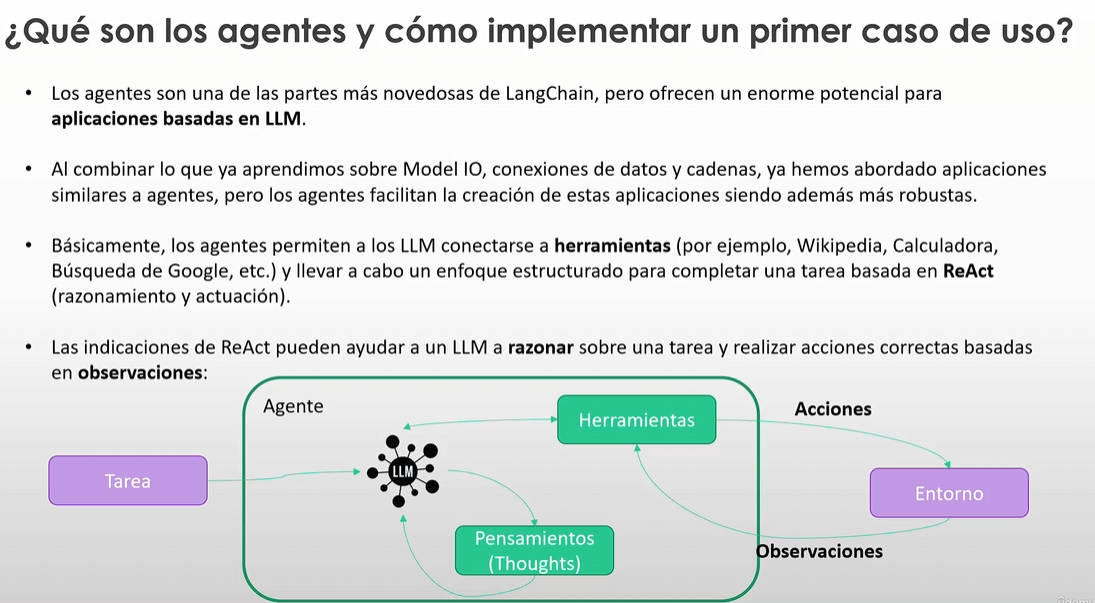 ¿Qué son los agentes y cómo implementar un primer caso de uso?
• Los agentes son una de las partes más novedosas de LangChain, pero ofrecen un enorme potencial para
aplicaciones basadas en LLM.
• Al combinar lo que ya aprendimos sobre Model IO, conexiones de datos y cadenas, ya hemos abordado aplicaciones
similares a agentes, pero los agentes facilitan la creación de estas aplicaciones siendo además más robustas.
• Básicamente, los agentes permiten a los LLM conectarse a herramientas (por ejemplo, Wikipedia, Calculadora,
Búsqueda de Google, etc.) y llevar a cabo un enfoque estructurado para completar una tarea basada en ReAct
(razonamiento y actuación).
• Las indicaciones de ReAct pueden ayudar a un LLM a razonar sobre una tarea y realizar acciones correctas basadas
en observaciones:
Agente
Herramientas
Acciones
Tarea
LLM
Entorno
Pensamientos
(Thoughts)
Observaciones